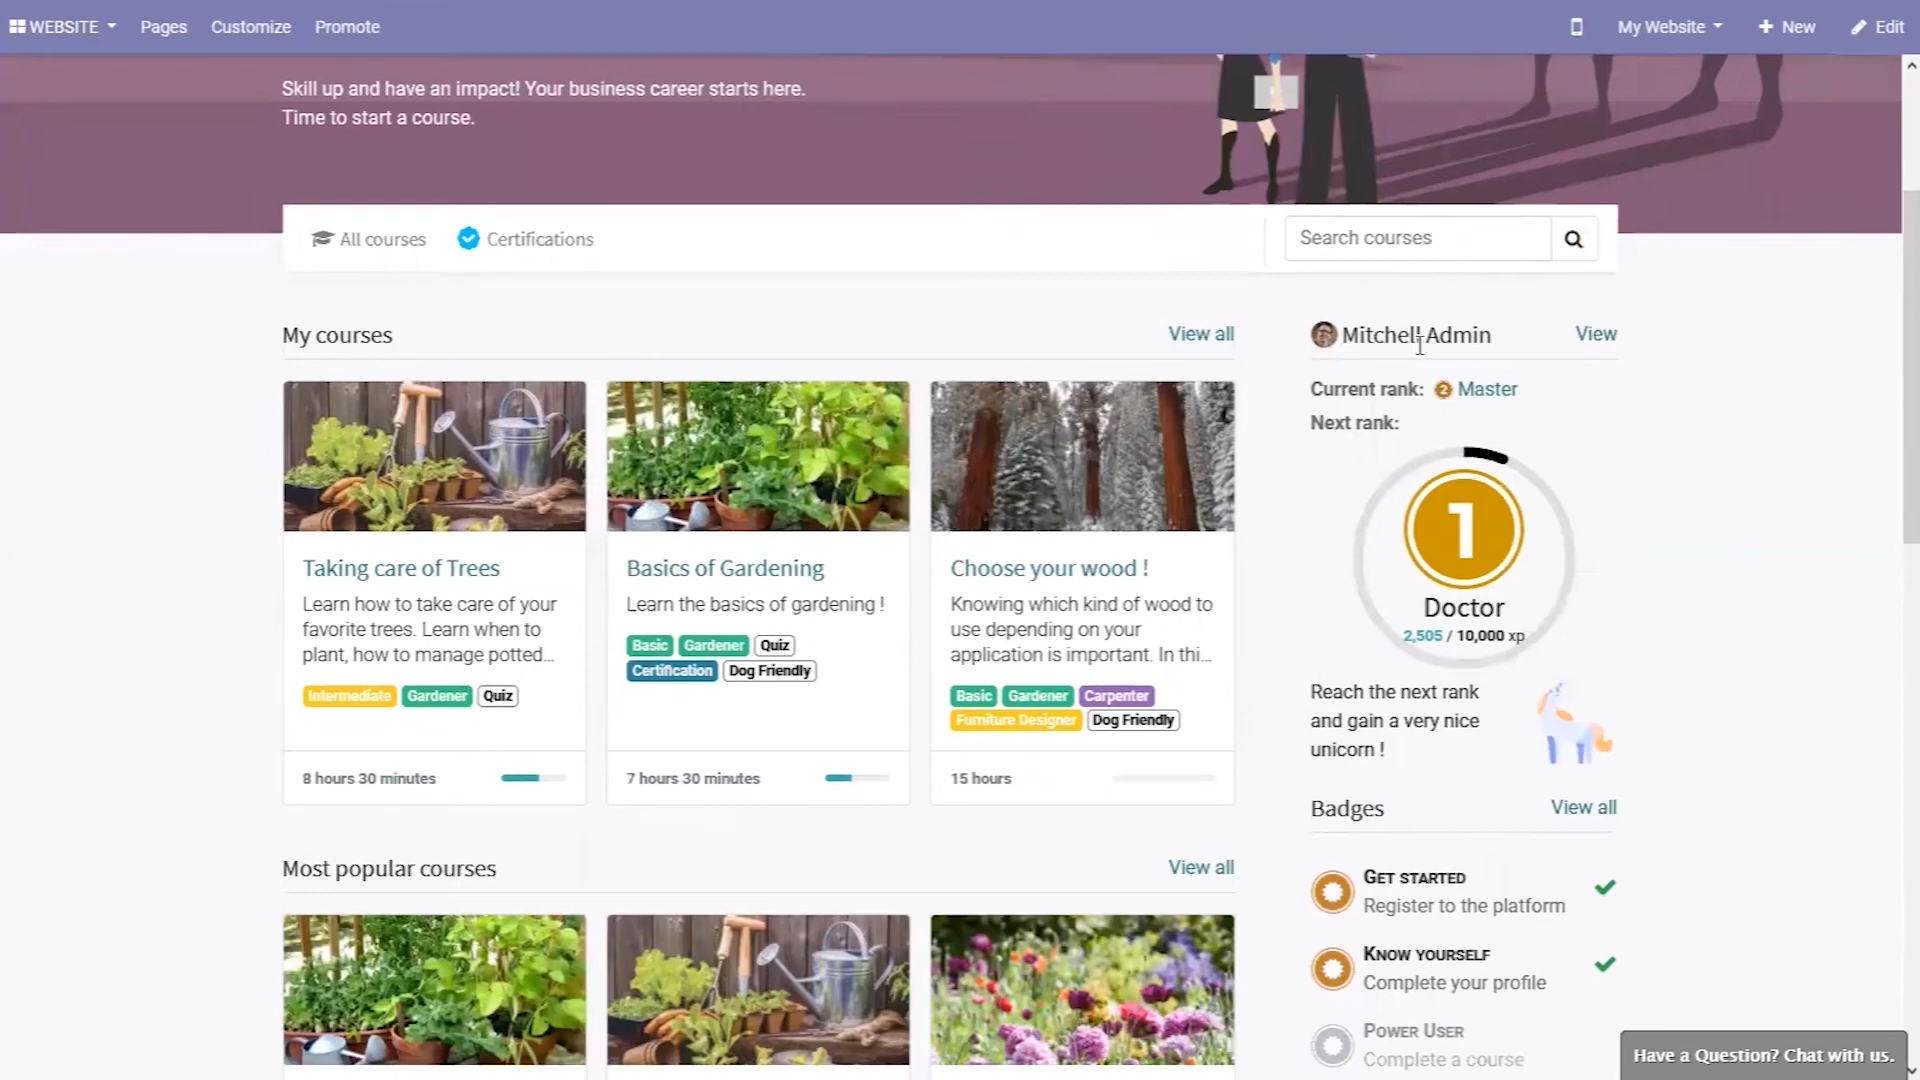 WEBSITE
Pages
Customize
Promote
My Website
New
Edit
Skill up and have an impact! Your business career starts here.
Time to start a course.
All courses
Certifications
Search courses
My courses
View all
Taking care of Trees
Learn how to take care of your
favorite trees. Learn when to
plant, how to manage potted...
Intermediate Gardener Quiz
8 hours 30 minutes
Basics of Gardening
Learn the basics of gardening !
Basic Gardener Quiz
Certification Dog Friendly
7 hours 30 minutes
Choose your wood !
Knowing which kind of wood to
use depending on your
application is important. In thi...
Basic Gardener Carpenter
Furniture Designer Dog Friendly
15 hours
Most popular courses
View all
Mitchell Admin
View
Current rank: 2 Master
Next rank:
1
Doctor
2,505 / 10,000 xp
Reach the next rank
and gain a very nice
unicorn !
Badges
View all
GET STARTED
Register to the platform
KNOW YOURSELF
Complete your profile
POWER USER
Complete a course
Have a Question? Chat with us.